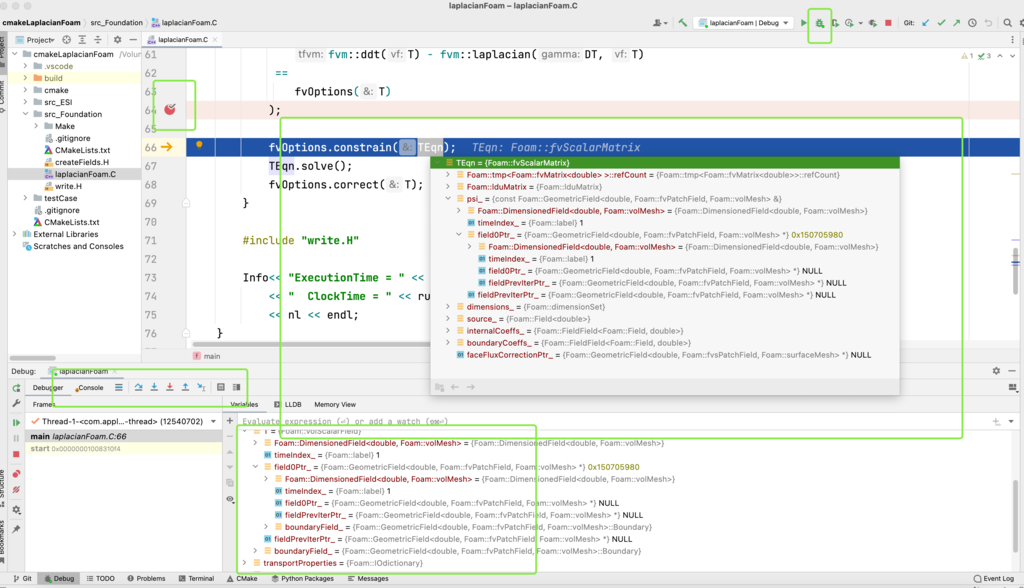 laplacianFoam – laplacianFoam.C
cmakeLaplacianFoam src_Foundation laplacianFoam.C
laplacianFoam | Debug
Git:
Project
laplacianFoam.C
cmakeLaplacianFoam
.vscode
build
cmake
src_ESI
src_Foundation
Make
.gitignore
CMakeLists.txt
createFields.H
laplacianFoam.C
write.H
testCase
.gitignore
CMakeLists.txt
External Libraries
Scratches and Consoles
61 tfvm: fvm::ddt( vf: T) - fvm::laplacian( gamma: DT, vf: T)
62 ==
63 fvOptions( &: T)
64 );
65
66 fvOptions.constrain( &: TEqn); TEqn: Foam::fvScalarMatrix
67 TEqn.solve();
68 fvOptions.correct( &: T);
69 }
70
71 #include "write.H"
72
73 Info<< "ExecutionTime = " <<
74 << " ClockTime = " << ru
75 << nl << endl;
76 }
1 3
TEqn = {Foam::fvScalarMatrix}
Foam::tmp<Foam::fvMatrix<double> >::refCount = {Foam::tmp<Foam::fvMatrix<double>>::refCount}
Foam::lduMatrix = {Foam::lduMatrix}
psi_ = {const Foam::GeometricField<double, Foam::fvPatchField, Foam::volMesh> &}
Foam::DimensionedField<double, Foam::volMesh> = {Foam::DimensionedField<double, Foam::volMesh>}
timeIndex_ = {Foam::label} 1
field0Ptr_ = {Foam::GeometricField<double, Foam::fvPatchField, Foam::volMesh> *} 0x150705980
Foam::DimensionedField<double, Foam::volMesh> = {Foam::DimensionedField<double, Foam::volMesh>}
timeIndex_ = {Foam::label} 1
field0Ptr_ = {Foam::GeometricField<double, Foam::fvPatchField, Foam::volMesh> *} NULL
fieldPrevIterPtr_ = {Foam::GeometricField<double, Foam::fvPatchField, Foam::volMesh> *} NULL
fieldPrevIterPtr_ = {Foam::GeometricField<double, Foam::fvPatchField, Foam::volMesh> *} NULL
dimensions_ = {Foam::dimensionSet}
source_ = {Foam::Field<double>}
internalCoeffs_ = {Foam::FieldField<Foam::Field, double>}
boundaryCoeffs_ = {Foam::FieldField<Foam::Field, double>}
faceFluxCorrectionPtr_ = {Foam::GeometricField<double, Foam::fvsPatchField, Foam::surfaceMesh> *} NULL
main
Debug: laplacianFoam
Debugger Console
Frames Variables LLDB Memory View
Thread-1-<com.appl...-thread> (12540702)
main laplacianFoam.C:66
start 0x00000001008310f4
Evaluate expression (⏎) or add a watch (⌘⏎)
T = {Foam::volScalarField}
Foam::DimensionedField<double, Foam::volMesh> = {Foam::DimensionedField<double, Foam::volMesh>}
timeIndex_ = {Foam::label} 1
field0Ptr_ = {Foam::GeometricField<double, Foam::fvPatchField, Foam::volMesh> *} 0x150705980
Foam::DimensionedField<double, Foam::volMesh> = {Foam::DimensionedField<double, Foam::volMesh>}
timeIndex_ = {Foam::label} 1
field0Ptr_ = {Foam::GeometricField<double, Foam::fvPatchField, Foam::volMesh> *} NULL
fieldPrevIterPtr_ = {Foam::GeometricField<double, Foam::fvPatchField, Foam::volMesh> *} NULL
boundaryField_ = {Foam::GeometricField<double, Foam::fvPatchField, Foam::volMesh>::Boundary}
fieldPrevIterPtr_ = {Foam::GeometricField<double, Foam::fvPatchField, Foam::volMesh> *} NULL
boundaryField_ = {Foam::GeometricField<double, Foam::fvPatchField, Foam::volMesh>::Boundary}
transportProperties = {Foam::IOdictionary}
Git Debug TODO Problems Terminal CMake Python Packages Messages Event Log